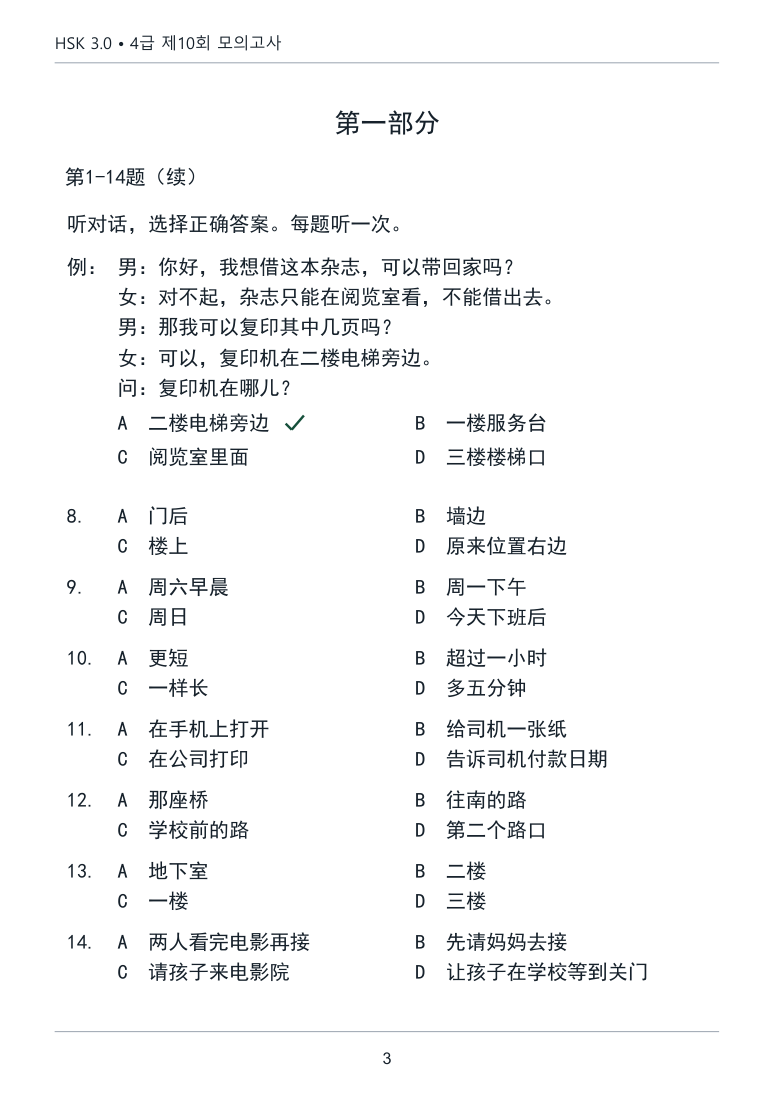 HSK 3.0 • 4급 제10회 모의고사
第一部分
第1-14题（续）
听对话，选择正确答案。每题听一次。
例： 男：你好，我想借这本杂志，可以带回家吗？
女：对不起，杂志只能在阅览室看，不能借出去。
男：那我可以复印其中几页吗？
女：可以，复印机在二楼电梯旁边。
问：复印机在哪儿？
A 二楼电梯旁边 ✓ B 一楼服务台
C 阅览室里面 D 三楼楼梯口
8. A 门后 B 墙边
C 楼上 D 原来位置右边
9. A 周六早晨 B 周一下午
C 周日 D 今天下班后
10. A 更短 B 超过一小时
C 一样长 D 多五分钟
11. A 在手机上打开 B 给司机一张纸
C 在公司打印 D 告诉司机付款日期
12. A 那座桥 B 往南的路
C 学校前的路 D 第二个路口
13. A 地下室 B 二楼
C 一楼 D 三楼
14. A 两人看完电影再接 B 先请妈妈去接
C 请孩子来电影院 D 让孩子在学校等到关门
3